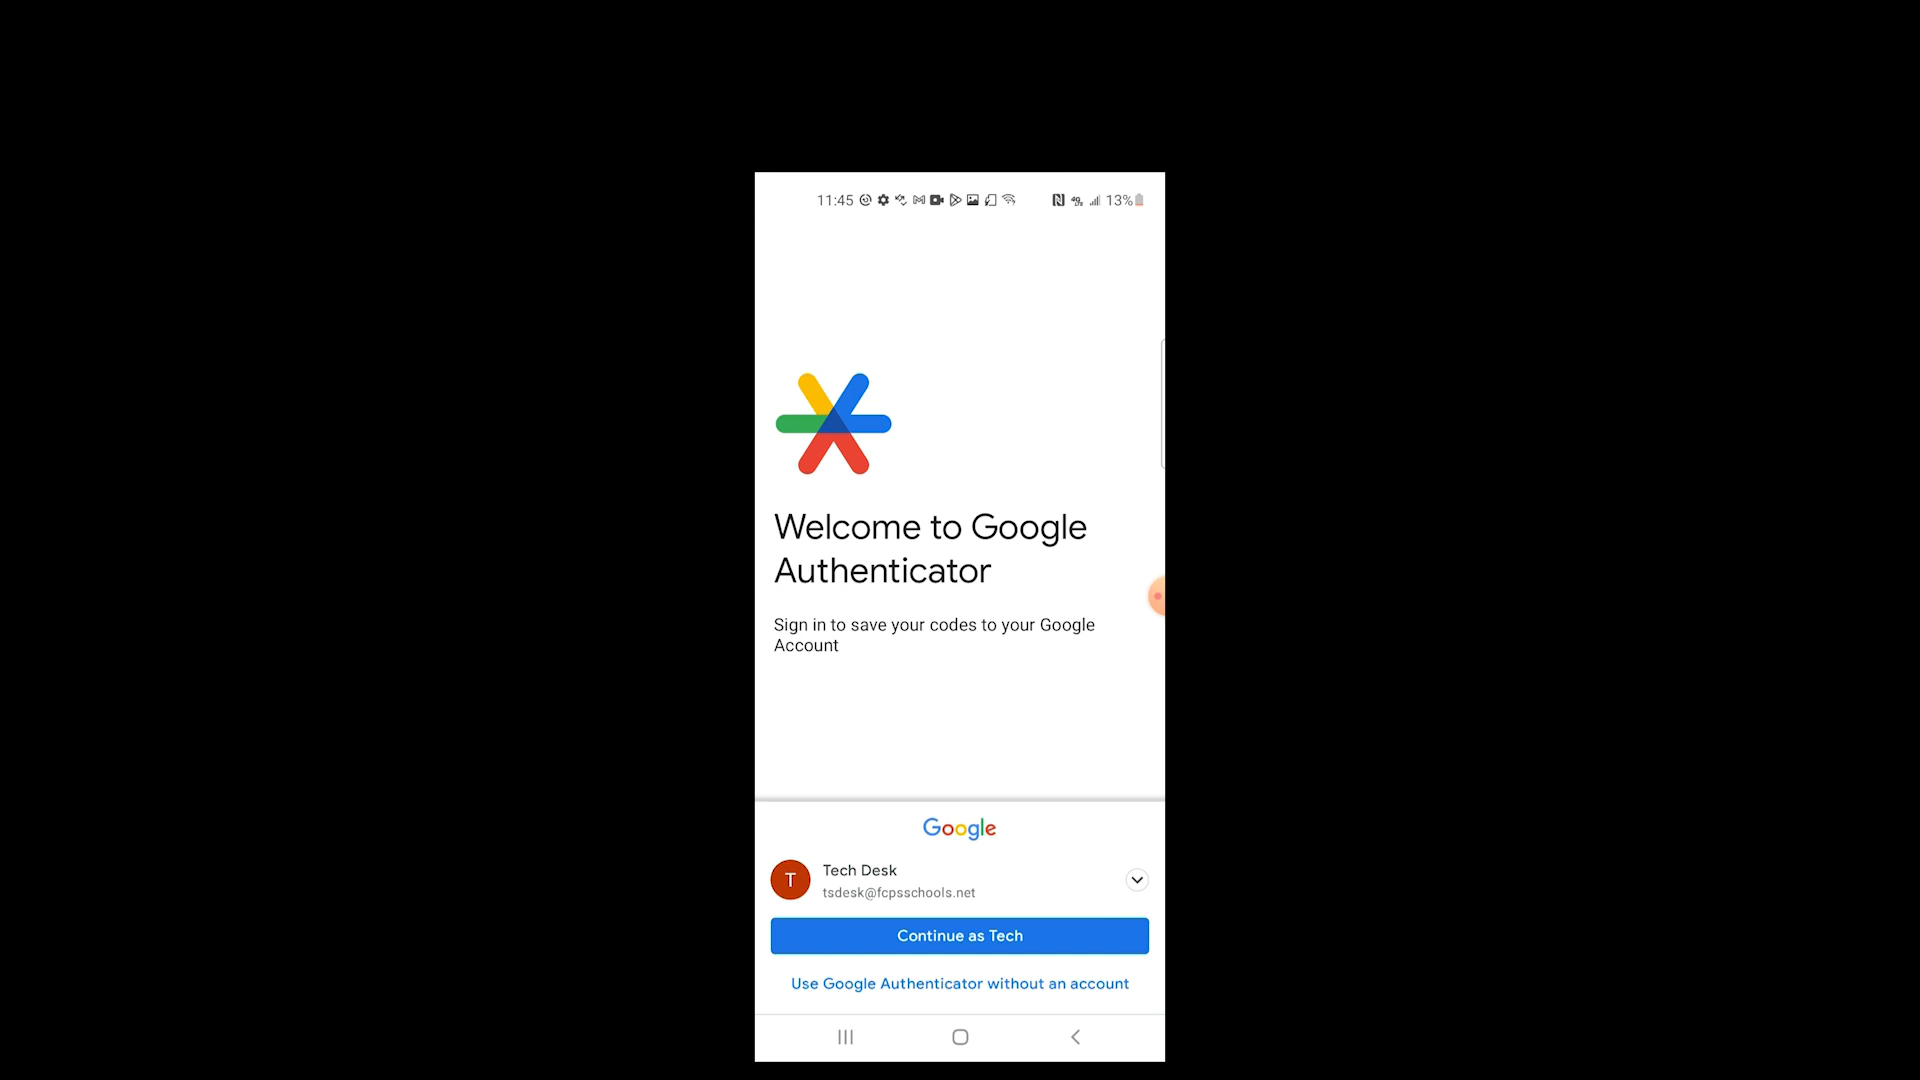 11:45 13%
Welcome to Google
Authenticator
Sign in to save your codes to your Google
Account
Google
T
Tech Desk
tsdesk@fcpsschools.net
Continue as Tech
Use Google Authenticator without an account